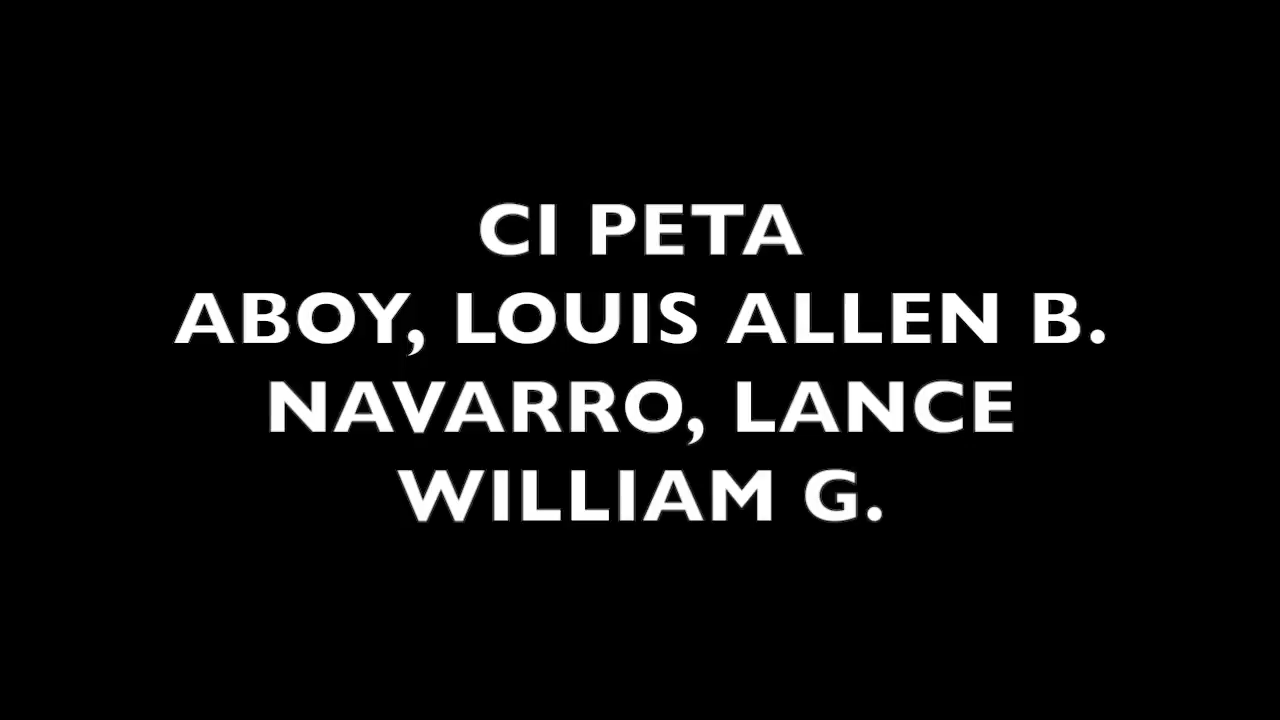 CI PETA
ABOY, LOUIS ALLEN B.
NAVARRO, LANCE
WILLIAM G.